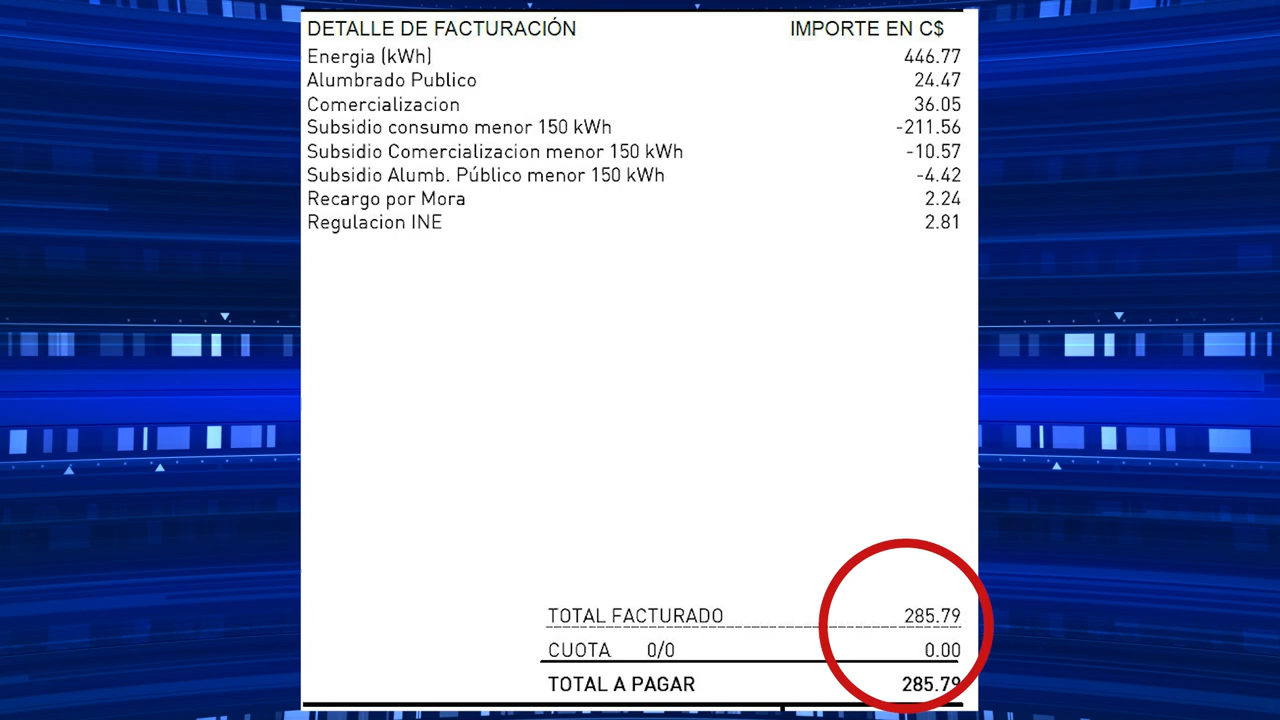 DETALLE DE FACTURACIÓN IMPORTE EN C$
Energia (kWh) 446.77
Alumbrado Publico 24.47
Comercializacion 36.05
Subsidio consumo menor 150 kWh -211.56
Subsidio Comercializacion menor 150 kWh -10.57
Subsidio Alumb. Público menor 150 kWh -4.42
Recargo por Mora 2.24
Regulacion INE 2.81
TOTAL FACTURADO 285.79
CUOTA 0/0 0.00
TOTAL A PAGAR 285.79